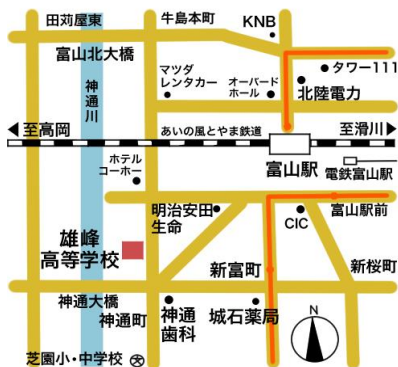 田苅屋東
牛島本町
KNB
富山北大橋
タワー111
マツダ
レンタカー
オーバード
ホール
北陸電力
神通川
至高岡
あいの風とやま鉄道
至滑川
富山駅
電鉄富山駅
ホテル
コーホー
明治安田
生命
CIC
富山駅前
雄峰
高等学校
新富町
新桜町
神通大橋
神通町
神通
歯科
城石薬局
N
芝園小・中学校
文